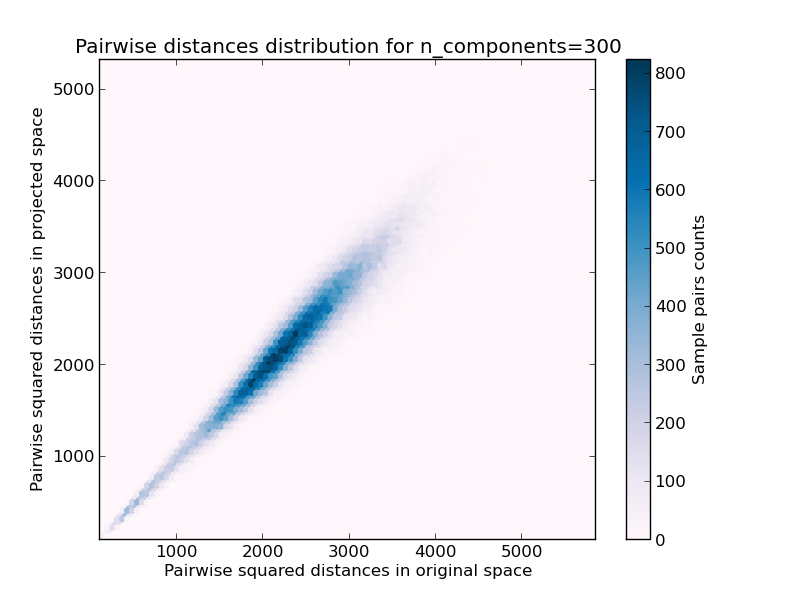 Pairwise distances distribution for n_components=300
Pairwise squared distances in projected space
5000
4000
3000
2000
1000
1000 2000 3000 4000 5000
Pairwise squared distances in original space
800
700
600
500
400
300
200
100
0
Sample pairs counts